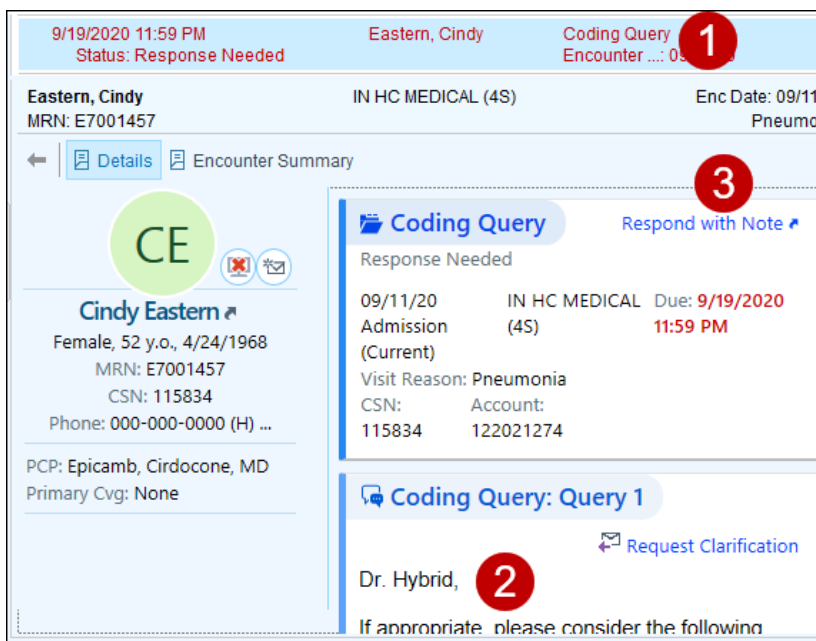 9/19/2020 11:59 PM Eastern, Cindy Coding Query 1
Status: Response Needed Encounter ...: 0
Eastern, Cindy IN HC MEDICAL (4S) Enc Date: 09/11
MRN: E7001457 Pneumo
Details Encounter Summary
3
CE
Coding Query Respond with Note
Response Needed
09/11/20 IN HC MEDICAL Due: 9/19/2020
Admission (4S) 11:59 PM
(Current)
Visit Reason: Pneumonia
CSN: Account:
115834 122021274
Cindy Eastern
Female, 52 y.o., 4/24/1968
MRN: E7001457
CSN: 115834
Phone: 000-000-0000 (H) ...
PCP: Epicamb, Cirdocone, MD
Primary Cvg: None
Coding Query: Query 1
Request Clarification
Dr. Hybrid, 2
If appropriate, please consider the following